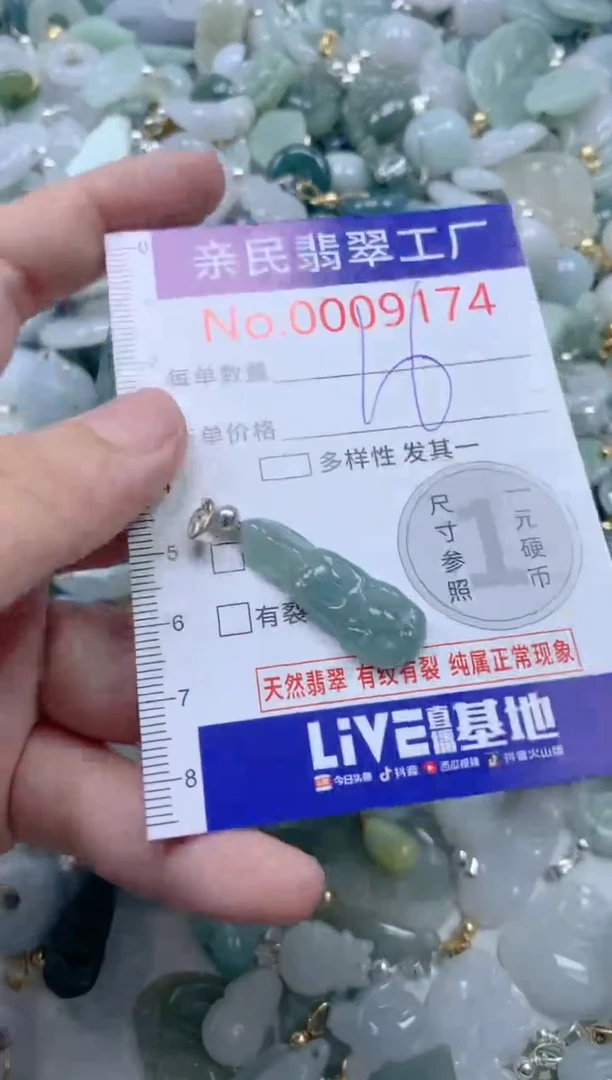 0
亲民翡翠工厂
No.0009174
每单数量
单价格
16
多样性 发其一
尺寸参照
1
一元硬币
5
6
有裂
7
8
天然翡翠 有纹有裂 纯属正常现象
LiVE直播基地
今日头条 抖音 西瓜视频 抖音火山版